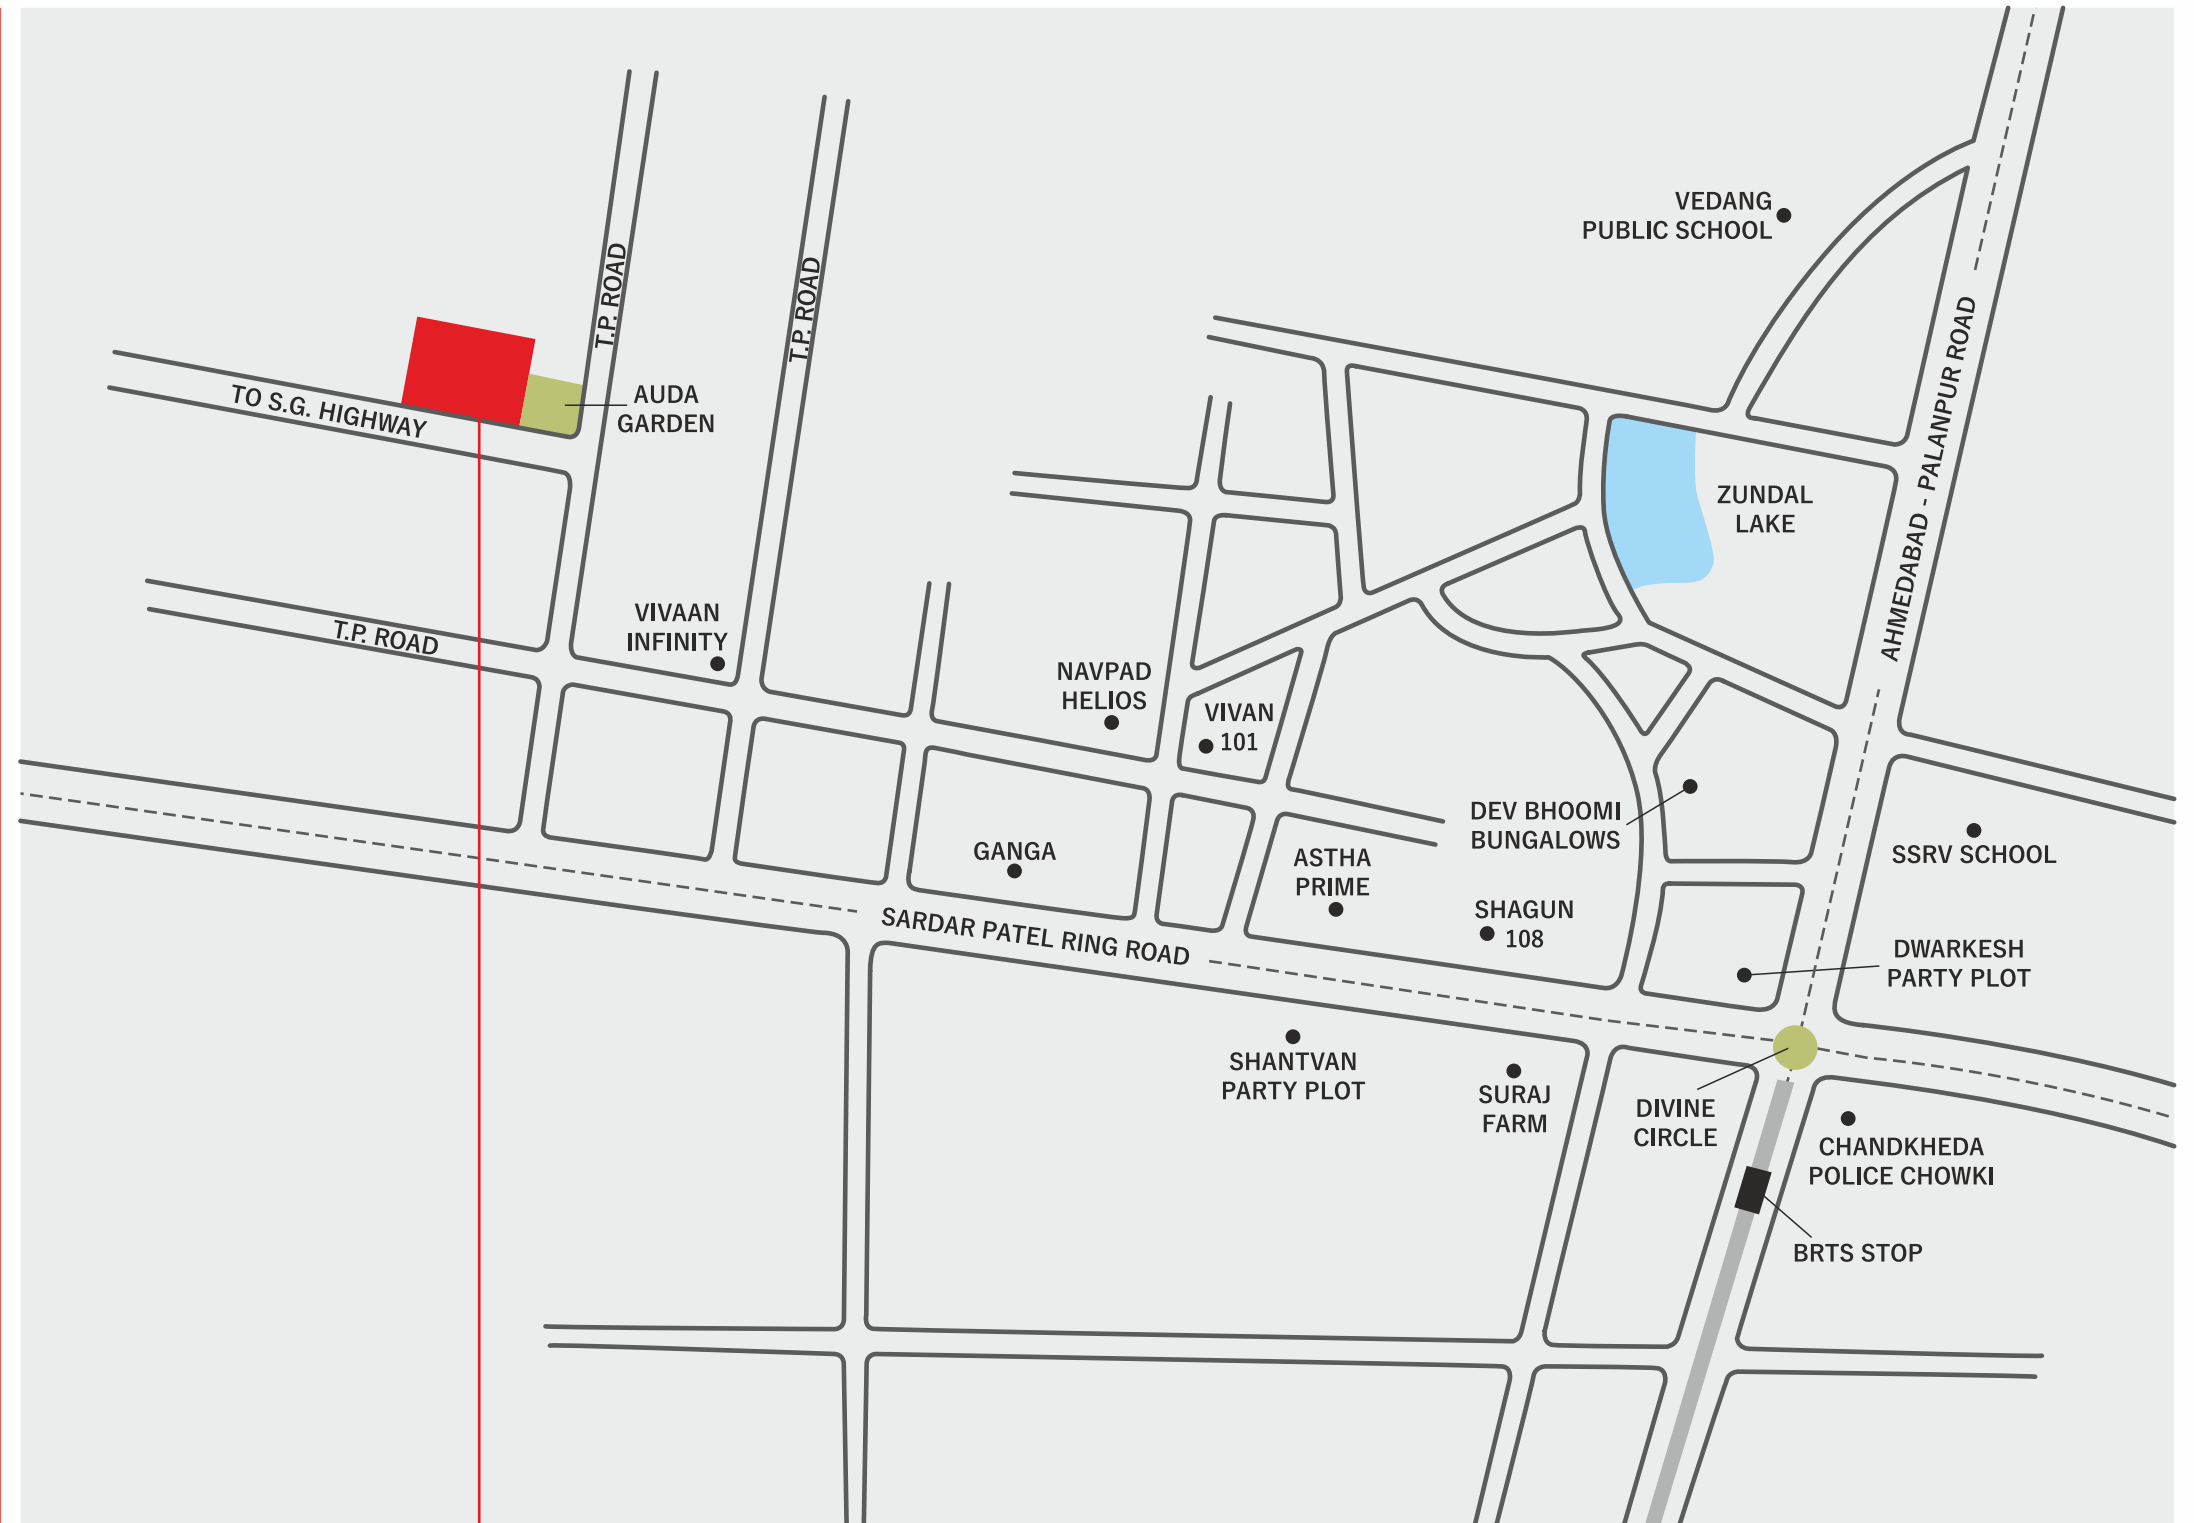 VEDANG
PUBLIC SCHOOL
T.P. ROAD
T.P. ROAD
AHMEDABAD - PALANPUR ROAD
TO S.G. HIGHWAY
AUDA
GARDEN
ZUNDAL
LAKE
T.P. ROAD
VIVAAN
INFINITY
NAVPAD
HELIOS
VIVAN
101
DEV BHOOMI
BUNGALOWS
GANGA
ASTHA
PRIME
SSRV SCHOOL
SHAGUN
108
SARDAR PATEL RING ROAD
DWARKESH
PARTY PLOT
SHANTVAN
PARTY PLOT
SURAJ
FARM
DIVINE
CIRCLE
CHANDKHEDA
POLICE CHOWKI
BRTS STOP